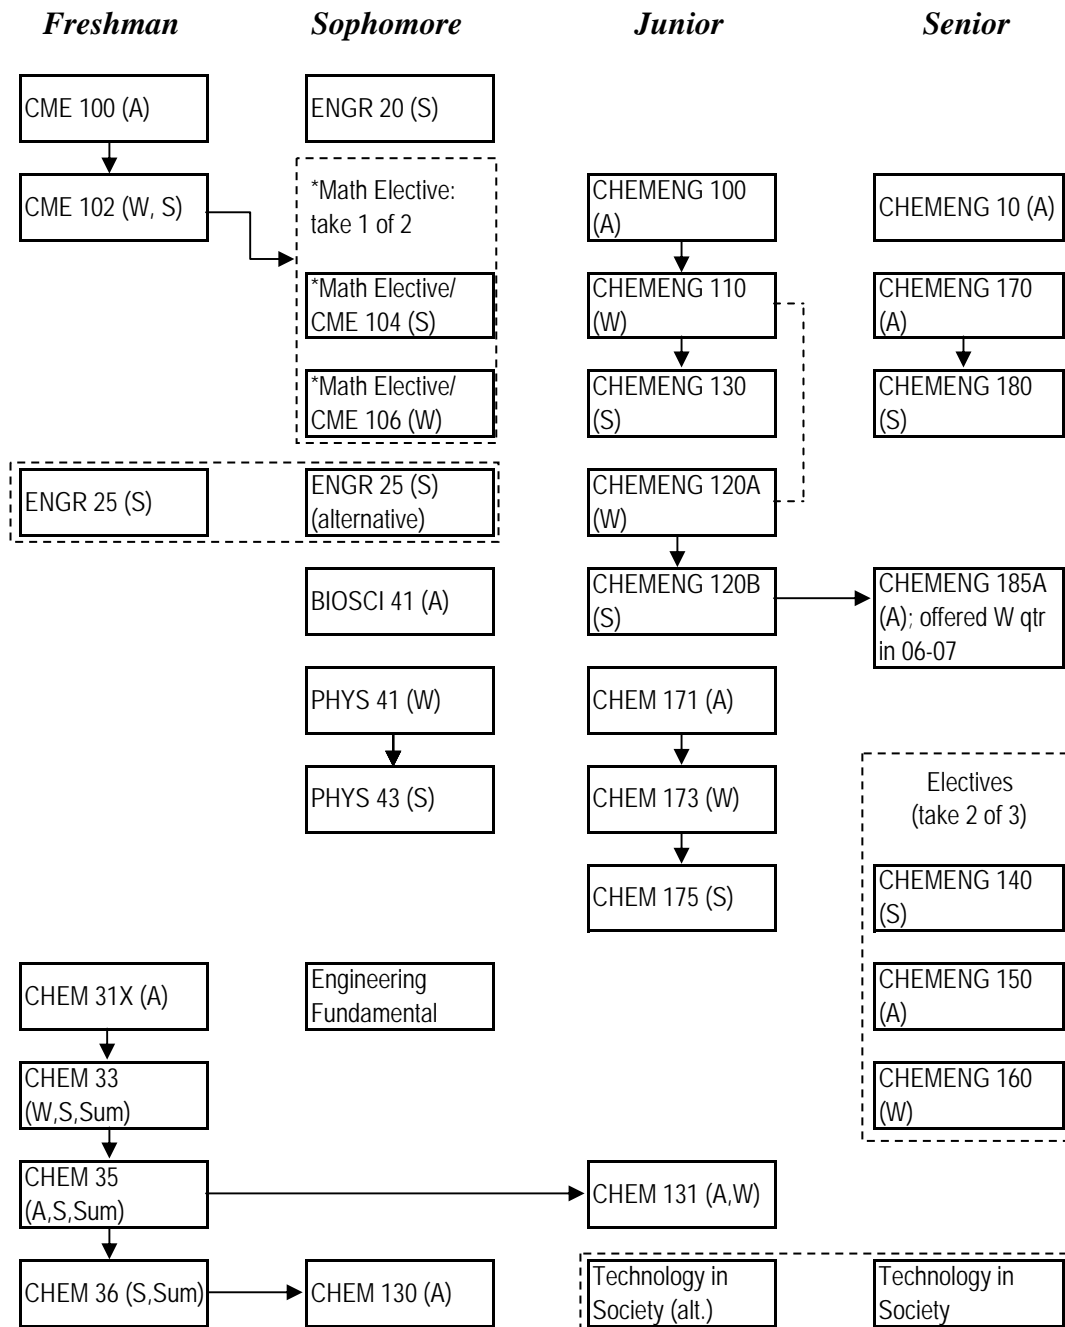 Freshman
Sophomore
Junior
Senior
CME 100 (A)
CME 102 (W, S)
ENGR 25 (S)
CHEM 31X (A)
CHEM 33
(W,S,Sum)
CHEM 35
(A,S,Sum)
CHEM 36 (S,Sum)
ENGR 20 (S)
*Math Elective:
take 1 of 2
*Math Elective/
CME 104 (S)
*Math Elective/
CME 106 (W)
ENGR 25 (S)
(alternative)
BIOSCI 41 (A)
PHYS 41 (W)
PHYS 43 (S)
Engineering
Fundamental
CHEM 130 (A)
CHEMENG 100
(A)
CHEMENG 110
(W)
CHEMENG 130
(S)
CHEMENG 120A
(W)
CHEMENG 120B
(S)
CHEM 171 (A)
CHEM 173 (W)
CHEM 175 (S)
CHEM 131 (A,W)
Technology in
Society (alt.)
CHEMENG 10 (A)
CHEMENG 170
(A)
CHEMENG 180
(S)
CHEMENG 185A
(A); offered W qtr
in 06-07
Electives
(take 2 of 3)
CHEMENG 140
(S)
CHEMENG 150
(A)
CHEMENG 160
(W)
Technology in
Society